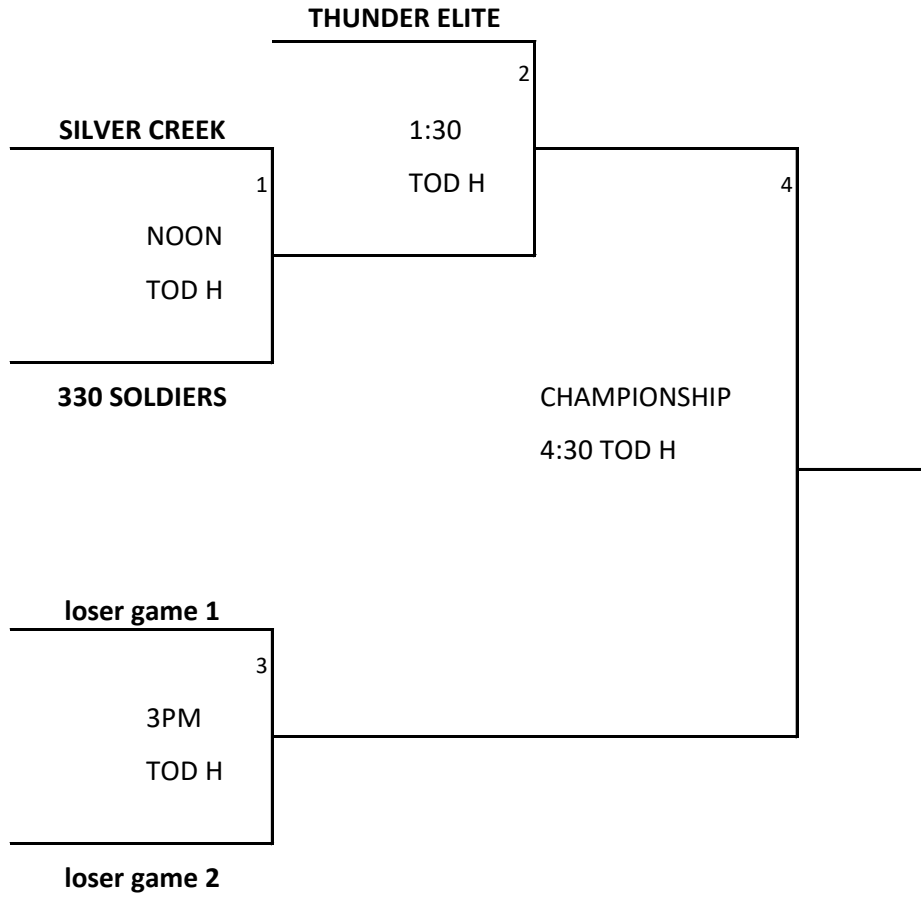 THUNDER ELITE
2
SILVER CREEK
1:30
1
TOD H
4
NOON
TOD H
330 SOLDIERS
CHAMPIONSHIP
4:30 TOD H
loser game 1
3
3PM
TOD H
loser game 2